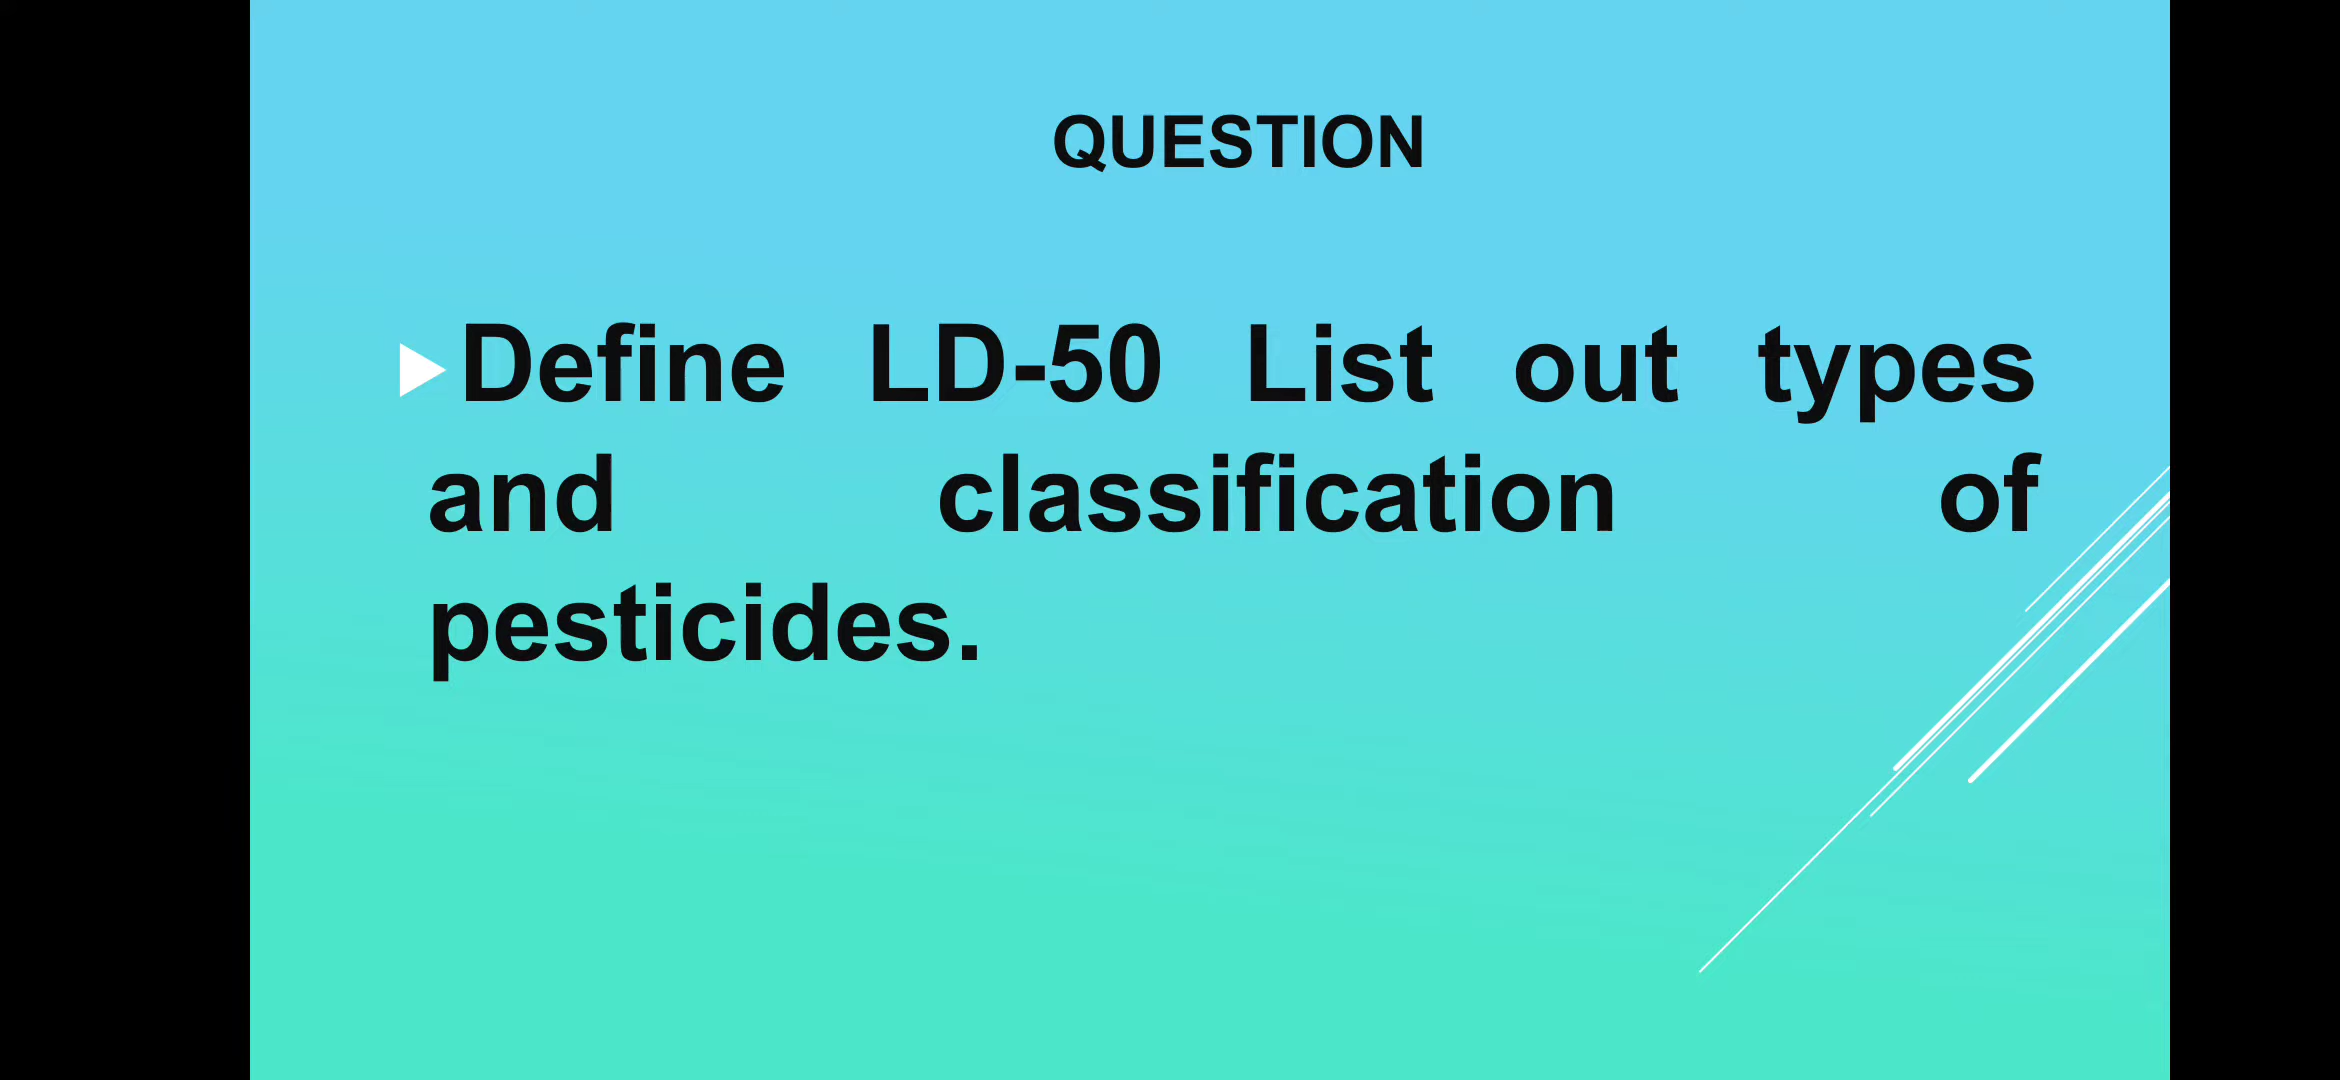 QUESTION
Define LD-50 List out types
and classification of
pesticides.